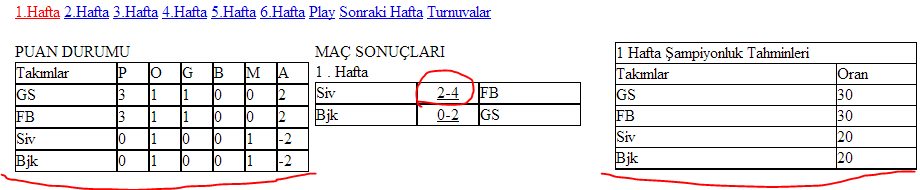 1.Hafta 2.Hafta 3.Hafta 4.Hafta 5.Hafta 6.Hafta Play Sonraki Hafta Turnuvalar
PUAN DURUMU
Takımlar P O G B M A
GS 3 1 1 0 0 2
FB 3 1 1 0 0 2
Siv 0 1 0 0 1 -2
Bjk 0 1 0 0 1 -2
MAÇ SONUÇLARI
1 . Hafta
Siv 2-4 FB
Bjk 0-2 GS
1 Hafta Şampiyonluk Tahminleri
Takımlar Oran
GS 30
FB 30
Siv 20
Bjk 20